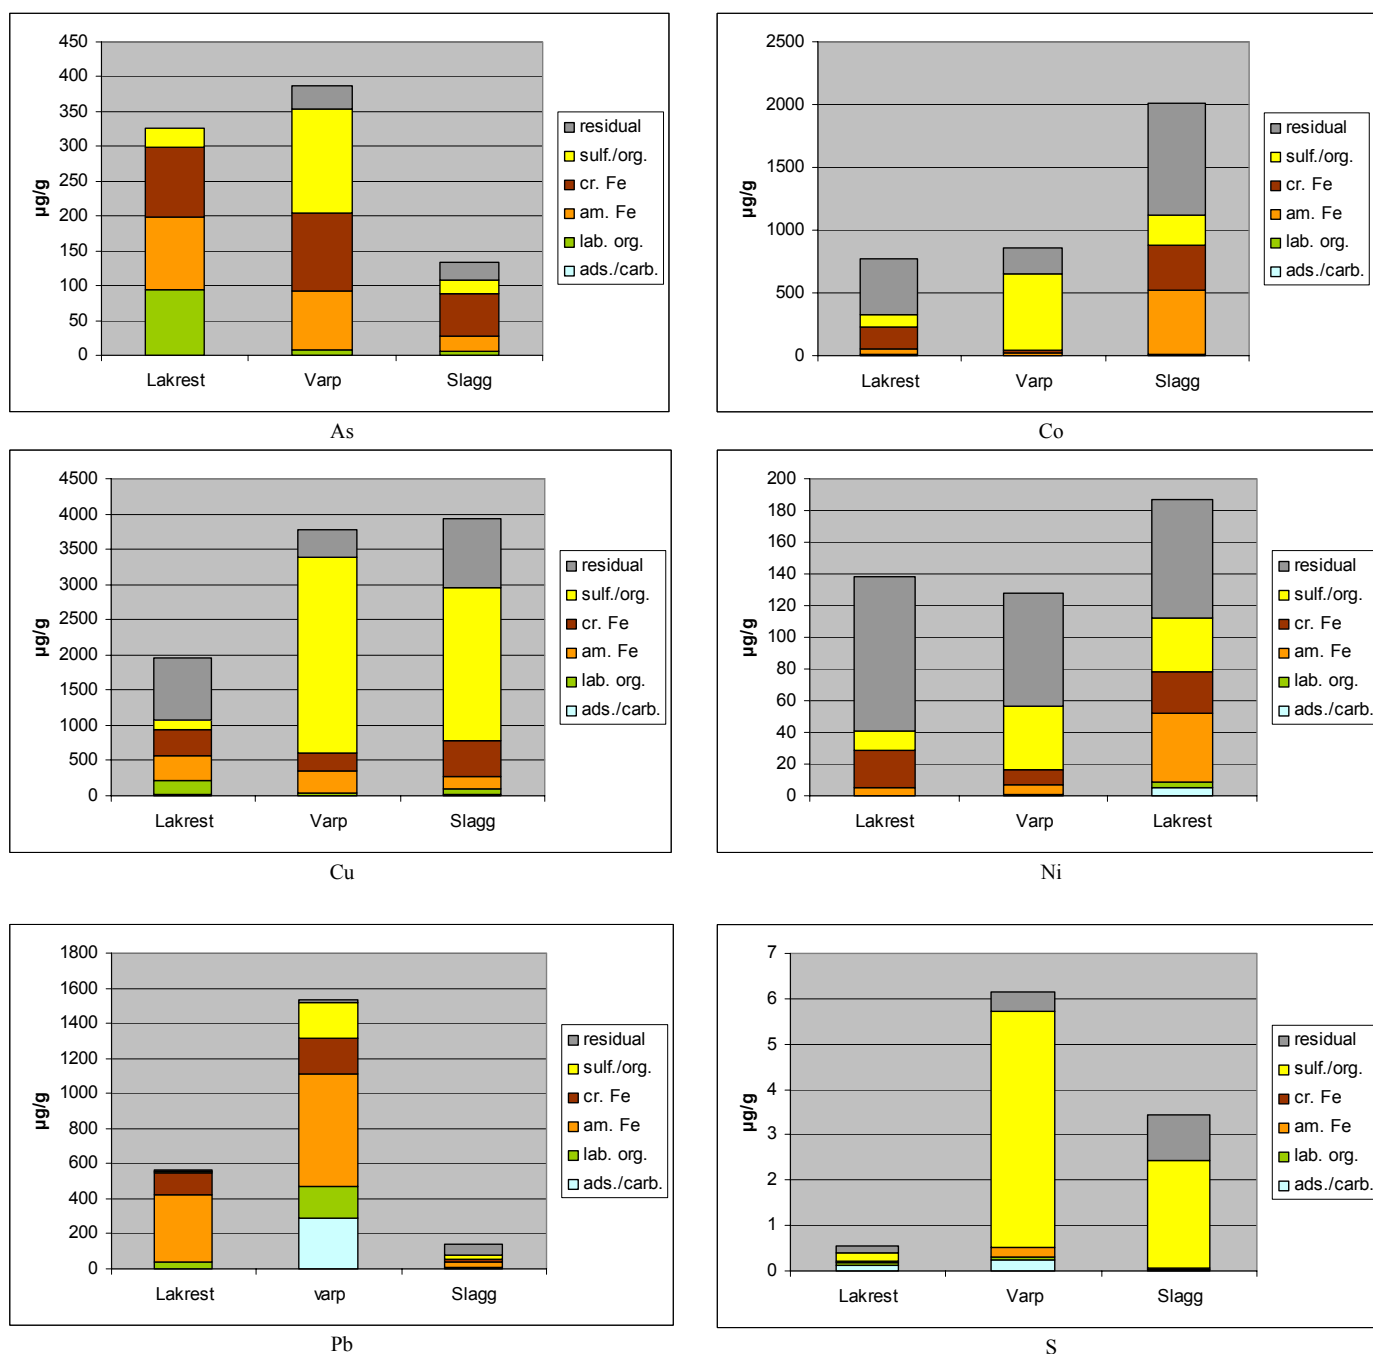 450
400
350
300
250
200
150
100
50
0
µg/g
Lakrest Varp Slagg
residual
sulf./org.
cr. Fe
am. Fe
lab. org.
ads./carb.
As
2500
2000
1500
1000
500
0
µg/g
Lakrest Varp Slagg
residual
sulf./org.
cr. Fe
am. Fe
lab. org.
ads./carb.
Co
4500
4000
3500
3000
2500
2000
1500
1000
500
0
µg/g
Lakrest Varp Slagg
residual
sulf./org.
cr. Fe
am. Fe
lab. org.
ads./carb.
Cu
200
180
160
140
120
100
80
60
40
20
0
µg/g
Lakrest Varp Lakrest
residual
sulf./org.
cr. Fe
am. Fe
lab. org.
ads./carb.
Ni
1800
1600
1400
1200
1000
800
600
400
200
0
µg/g
Lakrest varp Slagg
residual
sulf./org.
cr. Fe
am. Fe
lab. org.
ads./carb.
Pb
7
6
5
4
3
2
1
0
µg/g
Lakrest Varp Slagg
residual
sulf./org.
cr. Fe
am. Fe
lab. org.
ads./carb.
S